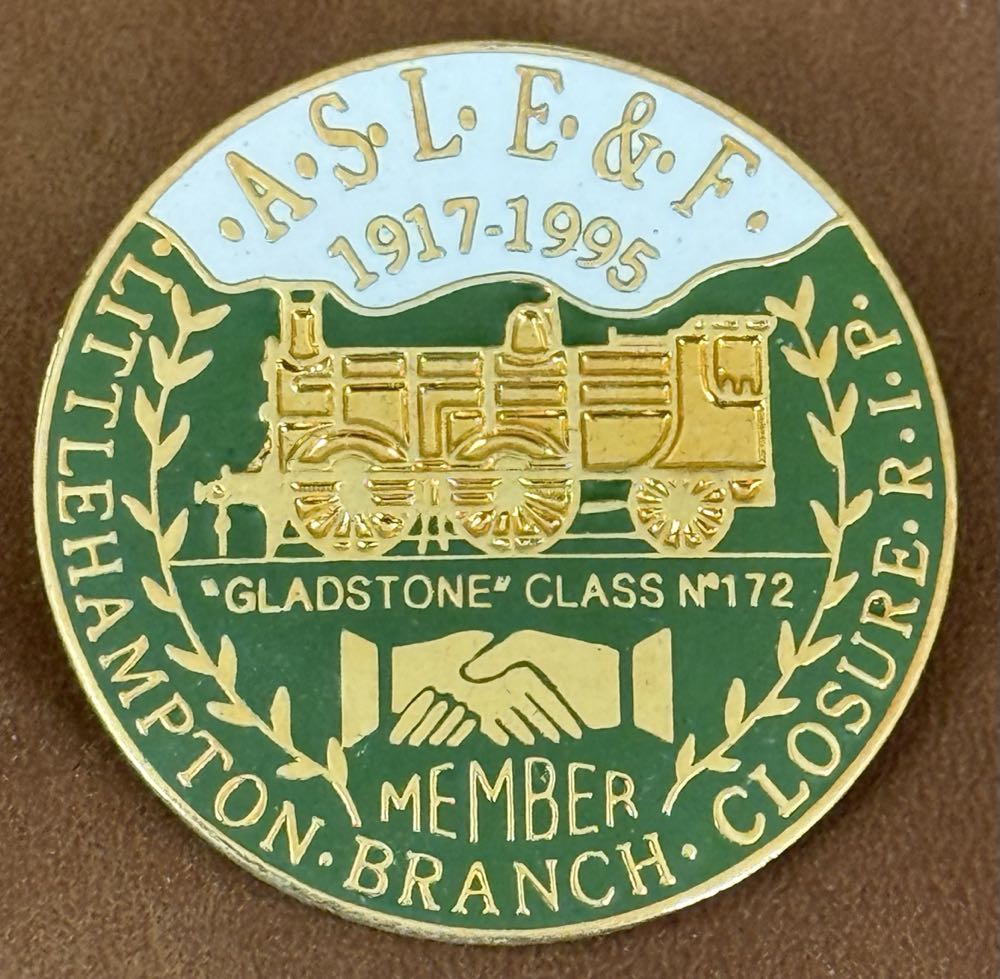 ·A·S·L·E·&·F·
1917-1995
·LITTLEHAMPTON·BRANCH·CLOSURE·R·I·P·
"GLADSTONE" CLASS Nº172
MEMBER